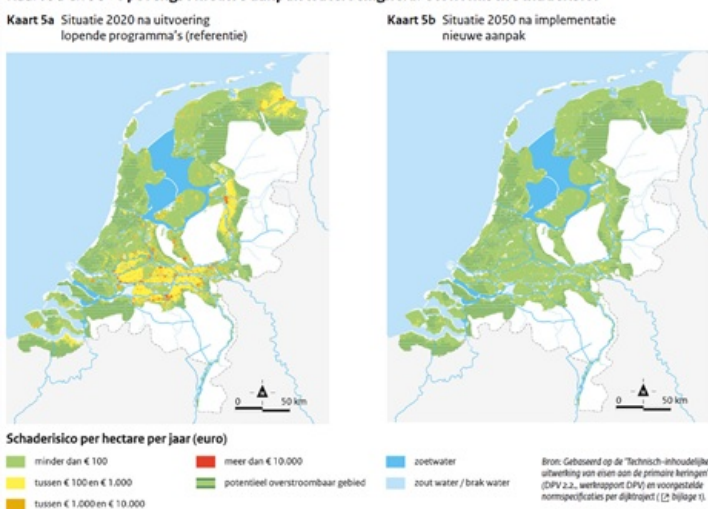 Kaart 5a Situatie 2020 na uitvoering
lopende programma's (referentie)
Kaart 5b Situatie 2050 na implementatie
nieuwe aanpak
0 50 km
0 50 km
Schaderisico per hectare per jaar (euro)
minder dan € 100
tussen € 100 en € 1.000
tussen € 1.000 en € 10.000
meer dan € 10.000
potentieel overstroombaar gebied
zoetwater
zout water / brak water
Bron: Gebaseerd op de 'Technisch-inhoudelijke
uitwerking van eisen aan de primaire keringen'
(DPV 2.2., werkrapport DPV) en voorgestelde
normspecificaties per dijktraject ( bijlage 1).